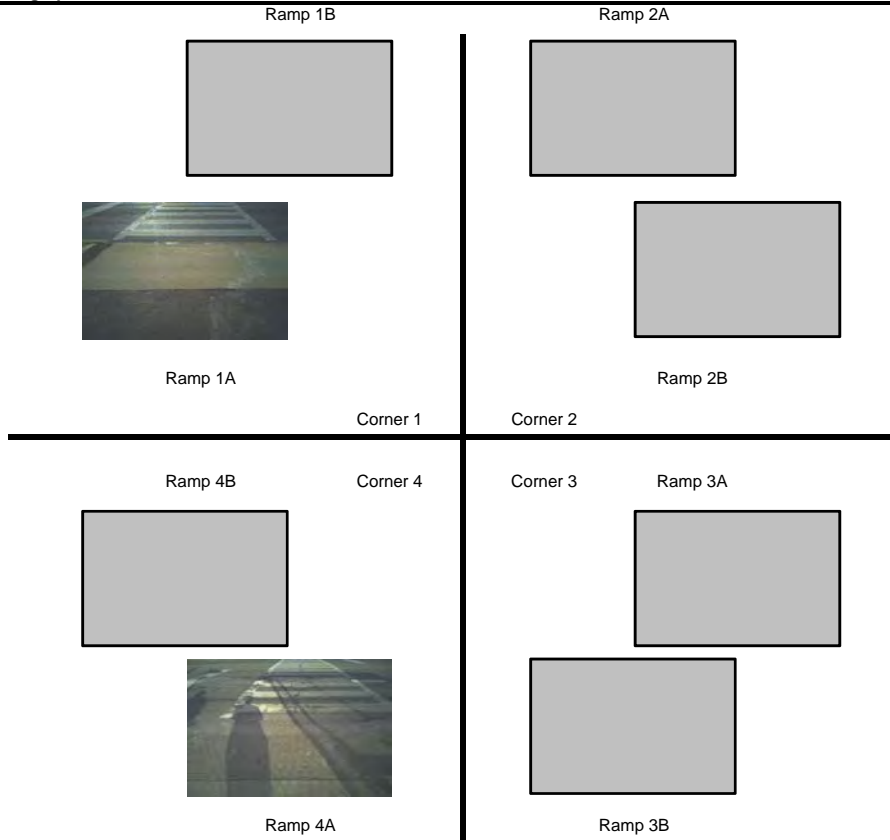 Ramp 1B Ramp 2A
Ramp 1A Ramp 2B
Corner 1 Corner 2
Ramp 4B Corner 4 Corner 3 Ramp 3A
Ramp 4A Ramp 3B